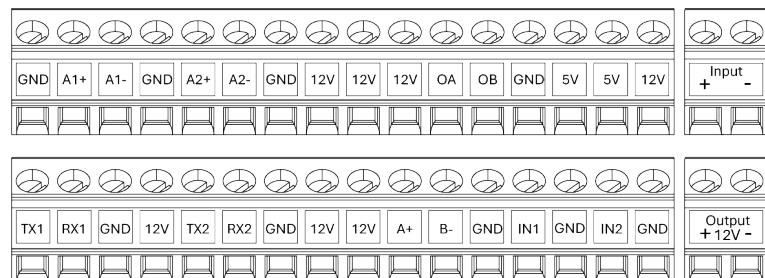 GND A1+ A1- GND A2+ A2- GND 12V 12V 12V OA OB GND 5V 5V 12V Input
+ -
TX1 RX1 GND 12V TX2 RX2 GND 12V 12V A+ B- GND IN1 GND IN2 GND Output
+ 12V -